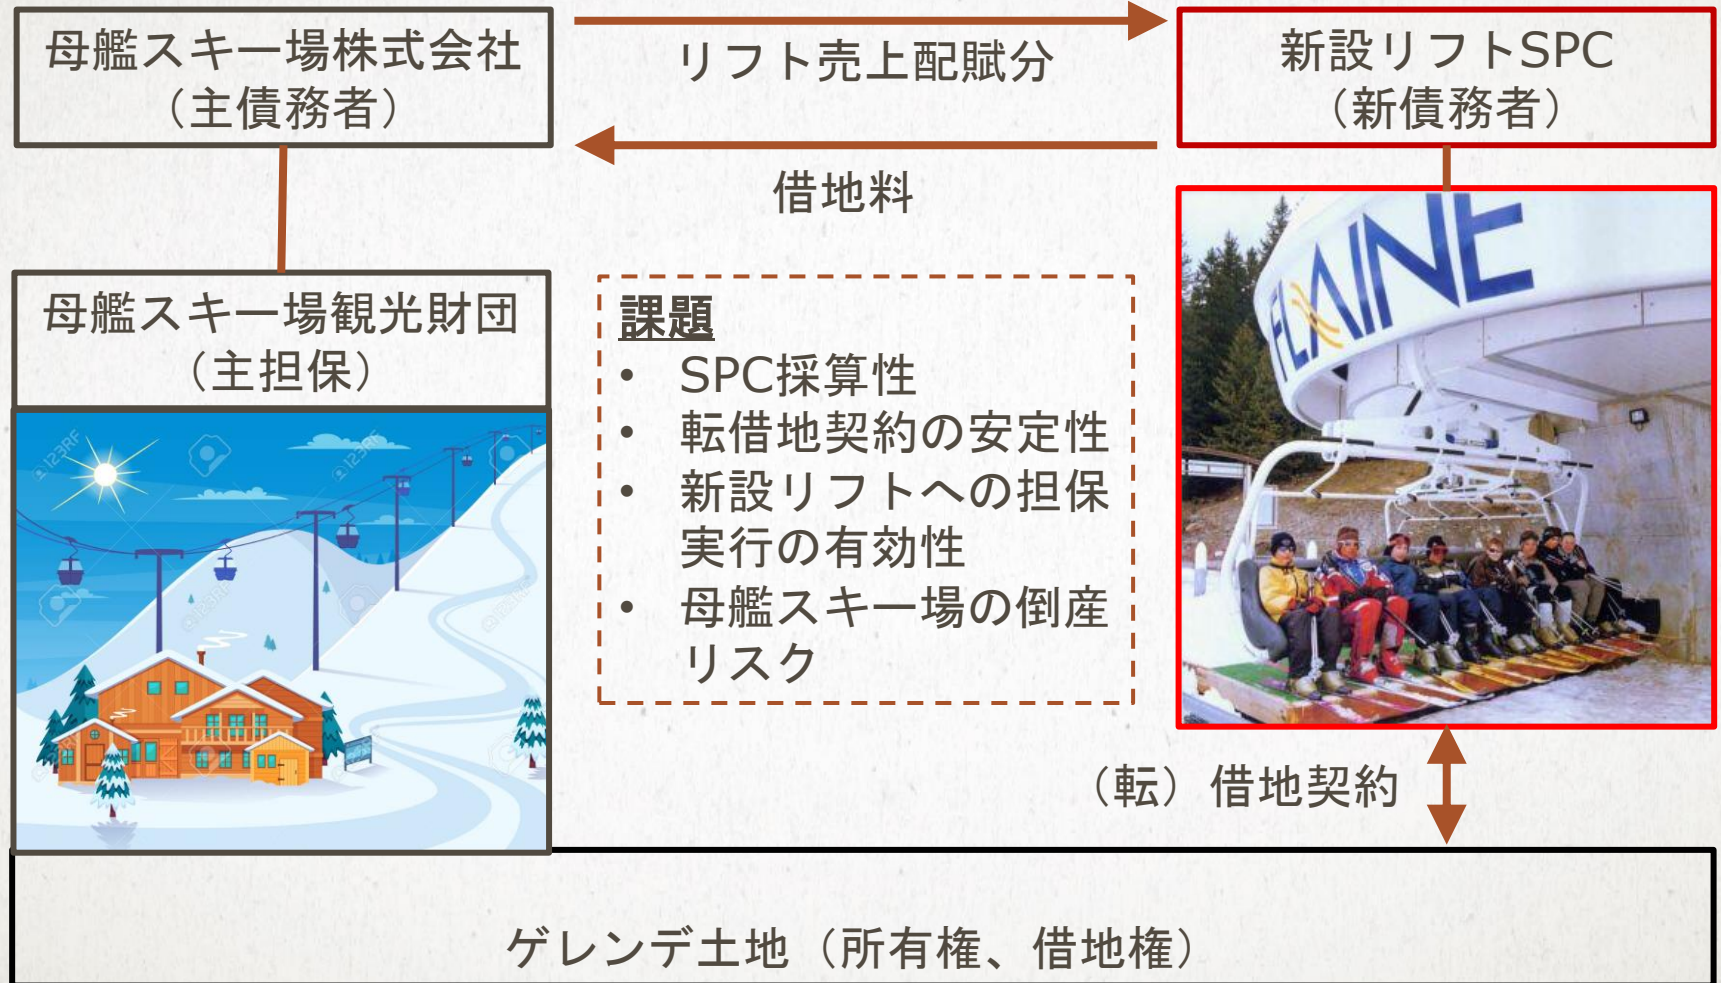 母艦スキー場株式会社
（主債務者）
リフト売上配賦分
新設リフトSPC
（新債務者）
借地料
母艦スキー場観光財団
（主担保）
課題
• SPC採算性
• 転借地契約の安定性
• 新設リフトへの担保
実行の有効性
• 母艦スキー場の倒産
リスク
FLAINE
123RF
123RF
123RF
（転）借地契約
ゲレンデ土地（所有権、借地権）